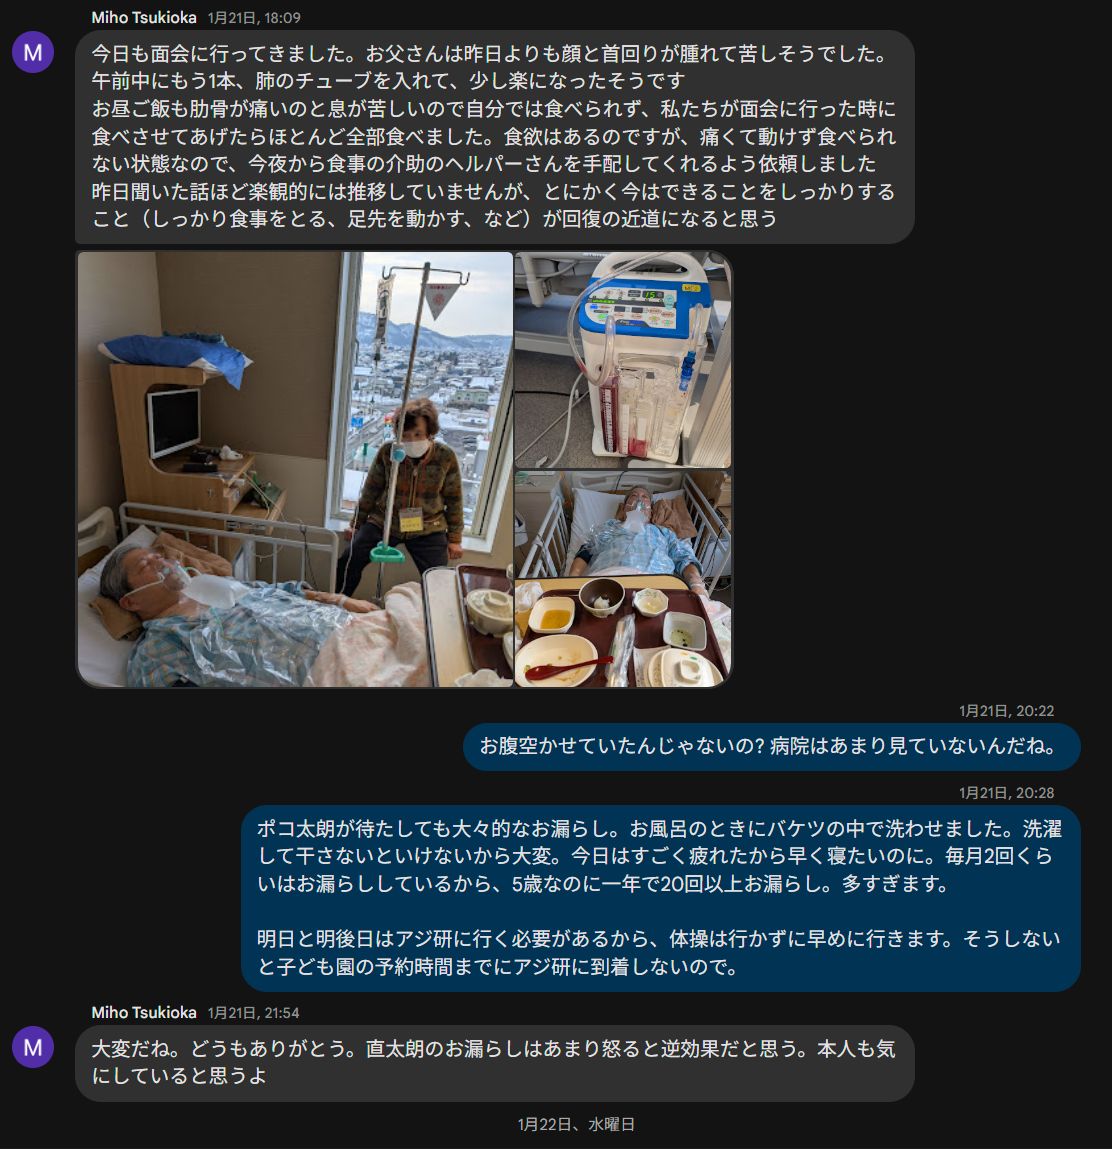 Miho Tsukioka 1月21日, 18:09
M
今日も面会に行ってきました。お父さんは昨日よりも顔と首回りが腫れて苦しそうでした。
午前中にもう1本、肺のチューブを入れて、少し楽になったそうです
お昼ご飯も肋骨が痛いのと息が苦しいので自分では食べられず、私たちが面会に行った時に
食べさせてあげたらほとんど全部食べました。食欲はあるのですが、痛くて動けず食べられ
ない状態なので、今夜から食事の介助のヘルパーさんを手配してくれるよう依頼しました
昨日聞いた話ほど楽観的には推移していませんが、とにかく今はできることをしっかりする
こと（しっかり食事をとる、足先を動かす、など）が回復の近道になると思う
1月21日, 20:22
お腹空かせていたんじゃないの? 病院はあまり見ていないんだね。
1月21日, 20:28
ポコ太朗が待たしても大々的なお漏らし。お風呂のときにバケツの中で洗わせました。洗濯
して干さないといけないから大変。今日はすごく疲れたから早く寝たいのに。毎月2回くら
いはお漏らししているから、5歳なのに一年で20回以上お漏らし。多すぎます。
明日と明後日はアジ研に行く必要があるから、体操は行かずに早めに行きます。そうしない
と子ども園の予約時間までにアジ研に到着しないので。
Miho Tsukioka 1月21日, 21:54
M
大変だね。どうもありがとう。直太朗のお漏らしはあまり怒ると逆効果だと思う。本人も気
にしていると思うよ
1月22日、水曜日